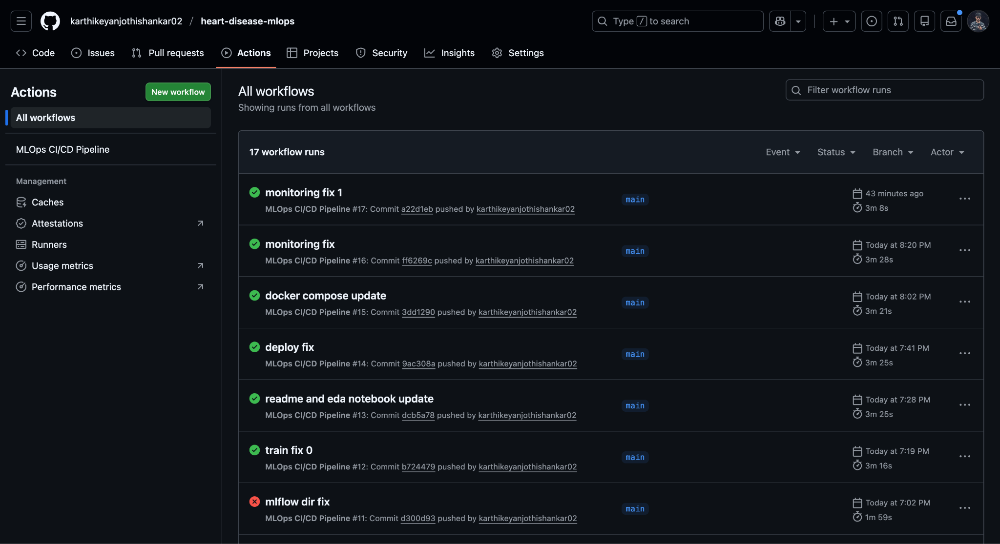 karthikeyanjothishankar02 / heart-disease-mlops
Type / to search
Code Issues Pull requests Actions Projects Security Insights Settings
Actions
New workflow
All workflows
MLOps CI/CD Pipeline
Management
Caches
Attestations
Runners
Usage metrics
Performance metrics
All workflows
Showing runs from all workflows
Filter workflow runs
17 workflow runs
Event Status Branch Actor
monitoring fix 1
MLOps CI/CD Pipeline #17: Commit a22d1eb pushed by karthikeyanjothishankar02
main
43 minutes ago
3m 8s
monitoring fix
MLOps CI/CD Pipeline #16: Commit ff6269c pushed by karthikeyanjothishankar02
main
Today at 8:20 PM
3m 28s
docker compose update
MLOps CI/CD Pipeline #15: Commit 3dd1290 pushed by karthikeyanjothishankar02
main
Today at 8:02 PM
3m 21s
deploy fix
MLOps CI/CD Pipeline #14: Commit 9ac308a pushed by karthikeyanjothishankar02
main
Today at 7:41 PM
3m 25s
readme and eda notebook update
MLOps CI/CD Pipeline #13: Commit dcb5a78 pushed by karthikeyanjothishankar02
main
Today at 7:28 PM
3m 25s
train fix 0
MLOps CI/CD Pipeline #12: Commit b724479 pushed by karthikeyanjothishankar02
main
Today at 7:19 PM
3m 16s
mlflow dir fix
MLOps CI/CD Pipeline #11: Commit d300d93 pushed by karthikeyanjothishankar02
main
Today at 7:02 PM
1m 59s